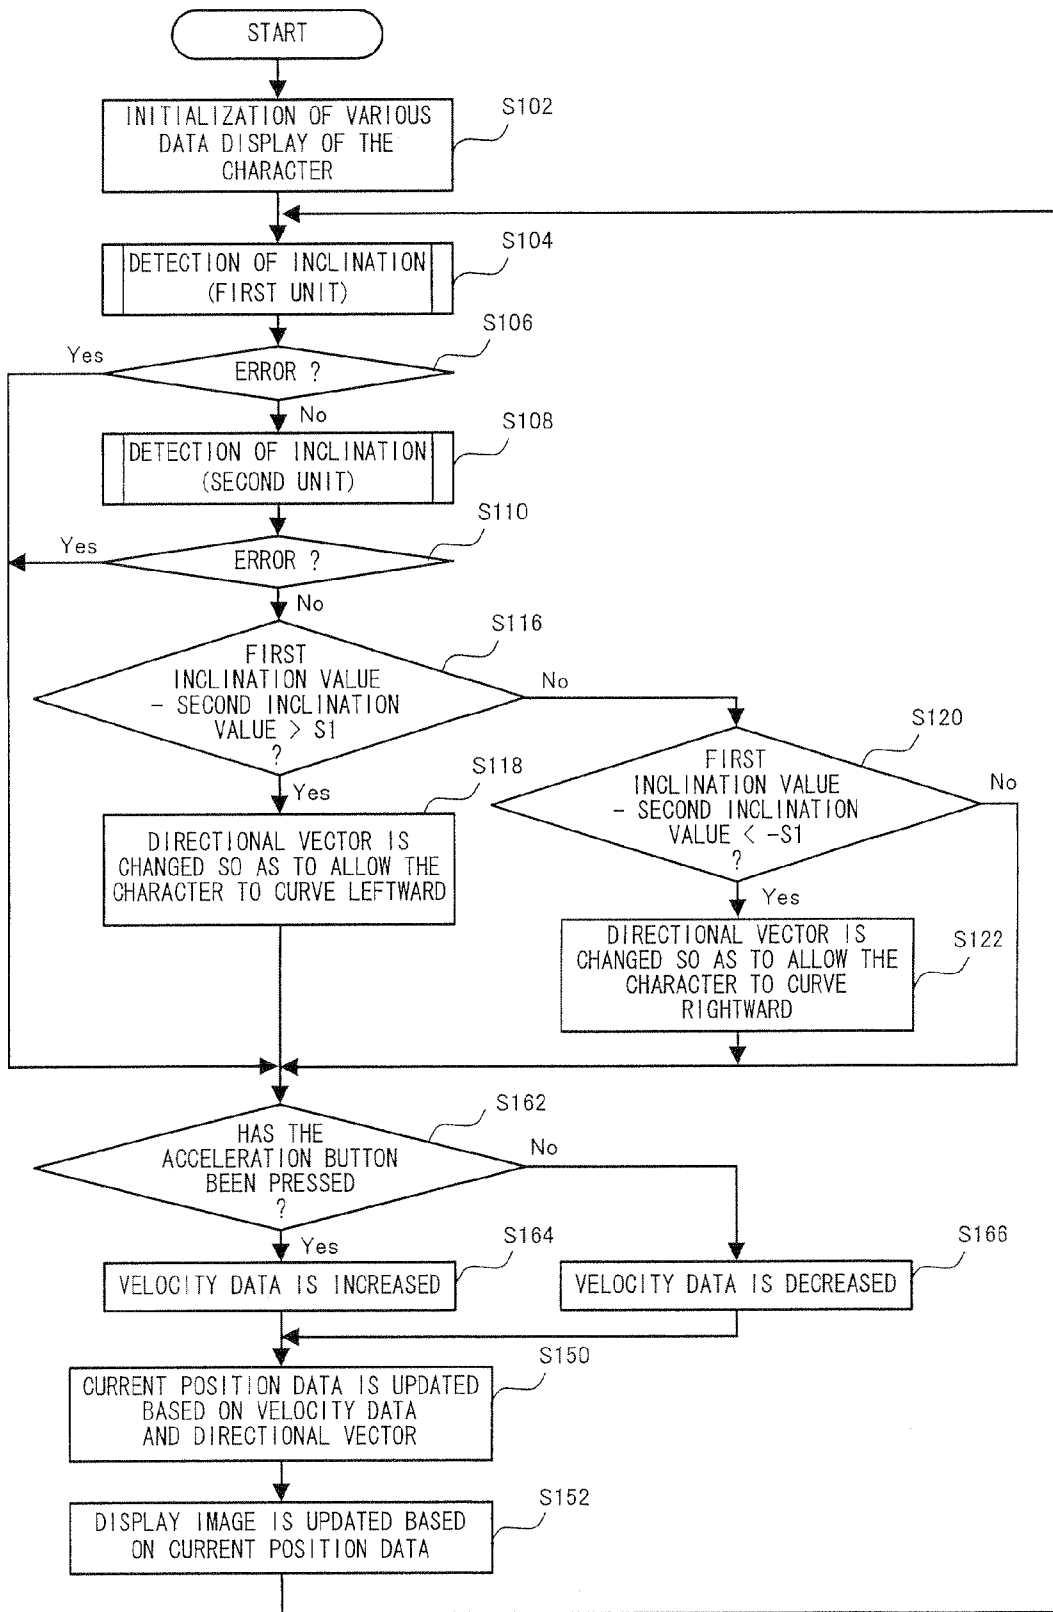 START
INITIALIZATION OF VARIOUS
DATA DISPLAY OF THE
CHARACTER
S102
DETECTION OF INCLINATION
(FIRST UNIT)
S104
ERROR ?
S106
Yes
No
DETECTION OF INCLINATION
(SECOND UNIT)
S108
ERROR ?
S110
Yes
No
FIRST
INCLINATION VALUE
- SECOND INCLINATION
VALUE > S1
?
S116
No
Yes
DIRECTIONAL VECTOR IS
CHANGED SO AS TO ALLOW THE
CHARACTER TO CURVE LEFTWARD
S118
FIRST
INCLINATION VALUE
- SECOND INCLINATION
VALUE < -S1
?
S120
No
Yes
DIRECTIONAL VECTOR IS
CHANGED SO AS TO ALLOW THE
CHARACTER TO CURVE
RIGHTWARD
S122
HAS THE
ACCELERATION BUTTON
BEEN PRESSED
?
S162
No
Yes
VELOCITY DATA IS INCREASED
S164
VELOCITY DATA IS DECREASED
S166
CURRENT POSITION DATA IS UPDATED
BASED ON VELOCITY DATA
AND DIRECTIONAL VECTOR
S150
DISPLAY IMAGE IS UPDATED BASED
ON CURRENT POSITION DATA
S152